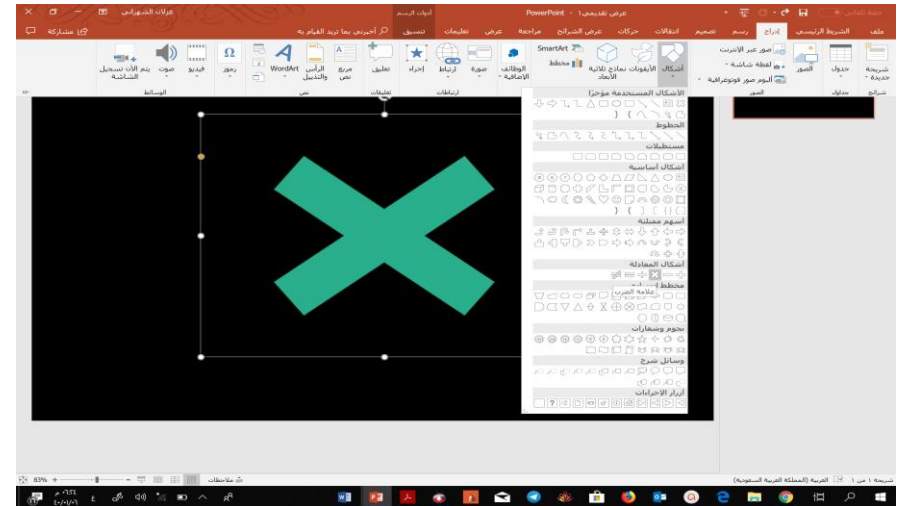 عرض تقديمي١ - PowerPoint
أدوات الرسم
غزلان الشهراني
ملف
الشريط الرئيسي
إدراج
رسم
تصميم
انتقالات
حركات
عرض الشرائح
مراجعة
عرض
تعليمات
تنسيق
أخبرني بما تريد القيام به
مشاركة
شريحة جديدة
جدول
الصور
صور عبر الإنترنت
لقطة شاشة
ألبوم صور فوتوغرافية
أشكال
الأيقونات
نماذج ثلاثية الأبعاد
SmartArt
مخطط
الوظائف الإضافية
صورة
ارتباط
إجراء
تعليق
مربع نص
الرأس والتذييل
WordArt
رموز
فيديو
صوت
يتم الآن تسجيل الشاشة
شرائح
جداول
الصور
ارتباطات
تعليقات
نص
الوسائط
الأشكال المستخدمة مؤخرًا
الخطوط
مستطيلات
أشكال أساسية
أسهم ممتلئة
أشكال المعادلة
علامة الضرب
نجوم وشعارات
وسائل شرح
أزرار الإجراءات
شريحة ١ من ١
العربية (المملكة العربية السعودية)
ملاحظات
83%